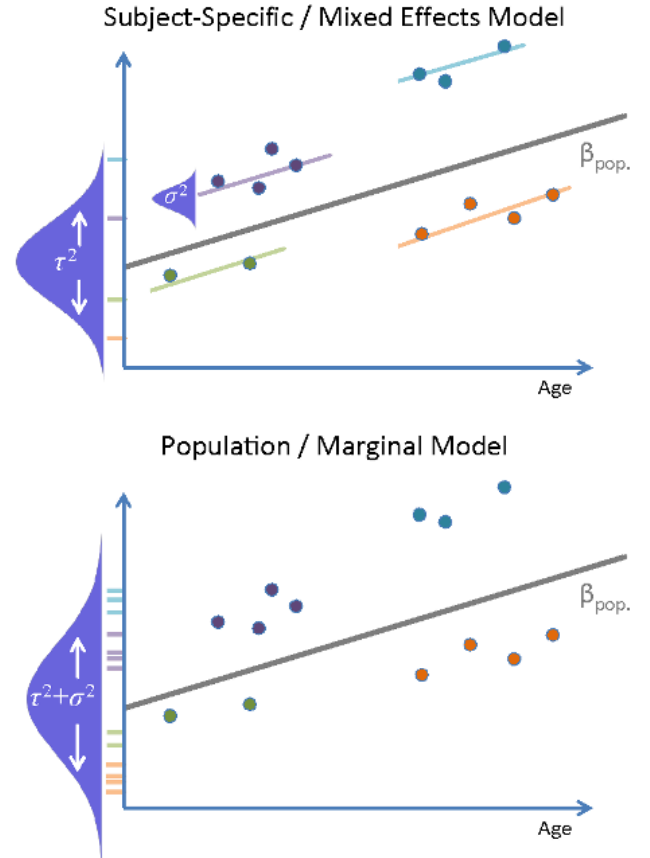 Subject-Specific / Mixed Effects Model
β pop.
σ²
τ²
Age
Population / Marginal Model
β pop.
τ²+σ²
Age